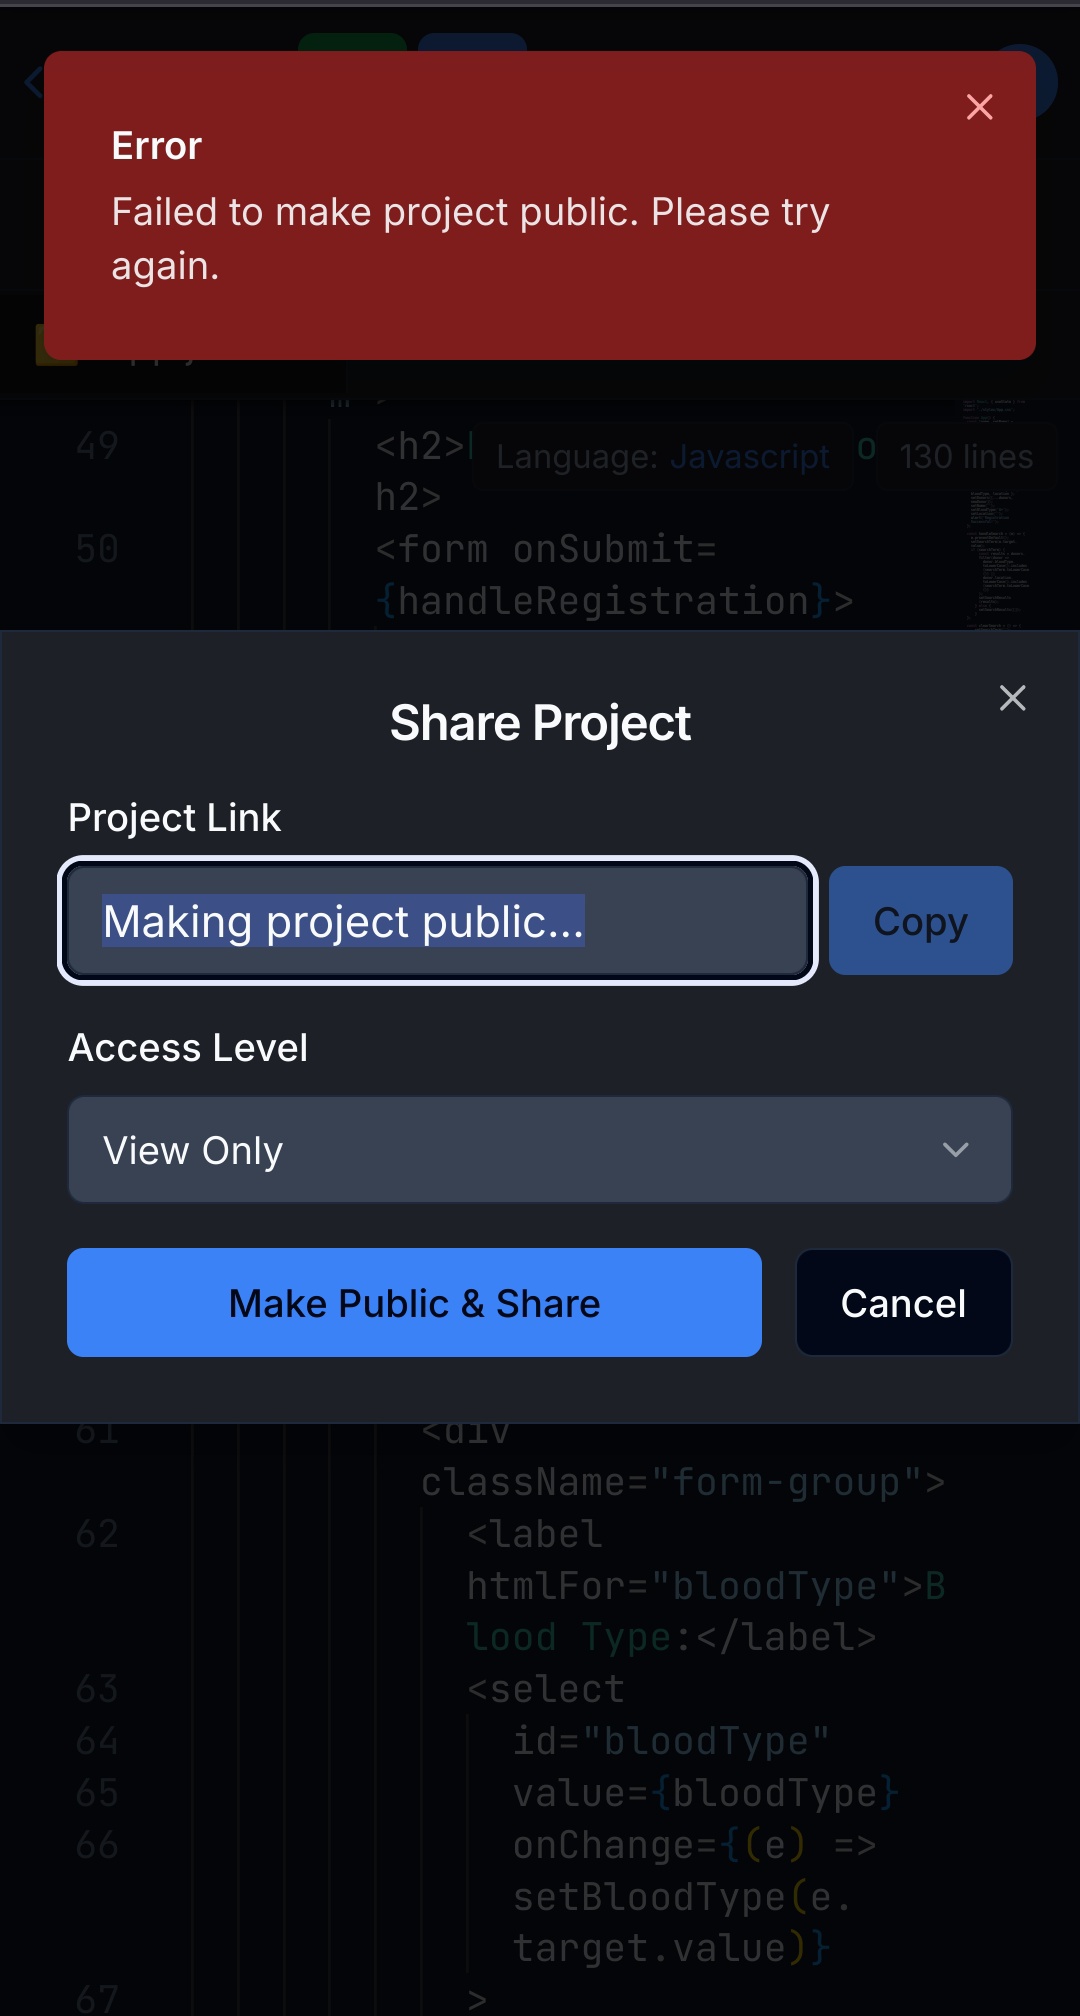 Error
Failed to make project public. Please try
again.
49
<h2>
Language: Javascript
130 lines
h2>
50
<form onSubmit=
{handleRegistration}>
Share Project
Project Link
Making project public...
Copy
Access Level
View Only
Make Public & Share
Cancel
61
<div
className="form-group">
62
<label
htmlFor="bloodType">B
lood Type:</label>
63
<select
64
id="bloodType"
65
value={bloodType}
66
onChange={(e) =>
setBloodType(e.
target.value)}
67
>